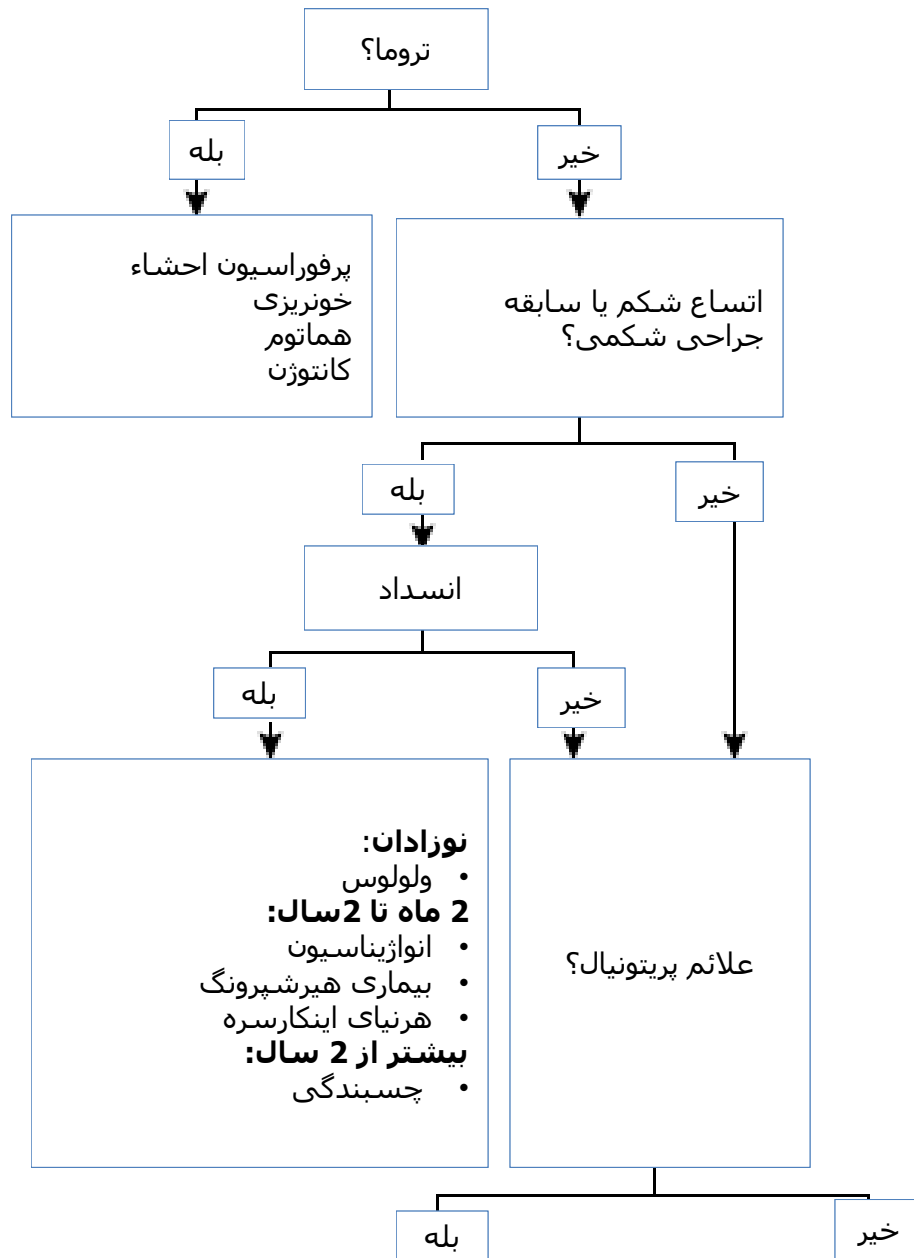 تروما؟
بله
خیر
پرفوراسیون احشاء
خونریزی
هماتوم
کانتوژن
اتساع شکم یا سابقه
جراحی شکمی؟
بله
خیر
انسداد
بله
خیر
نوزادان:
• ولولوس
2 ماه تا 2سال:
• انواژیناسیون
• بیماری هیرشپرونگ
• هرنیای اینکارسره
بیشتر از 2 سال:
• چسبندگی
علائم پریتونیال؟
بله
خیر